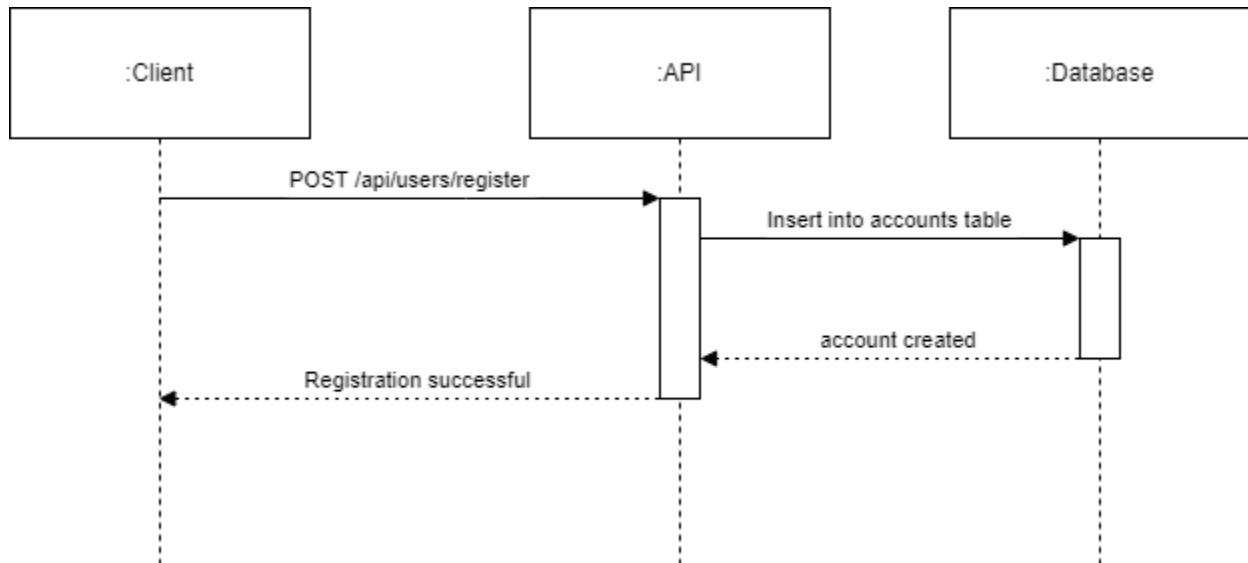 :Client
:API
:Database
POST /api/users/register
Insert into accounts table
account created
Registration successful